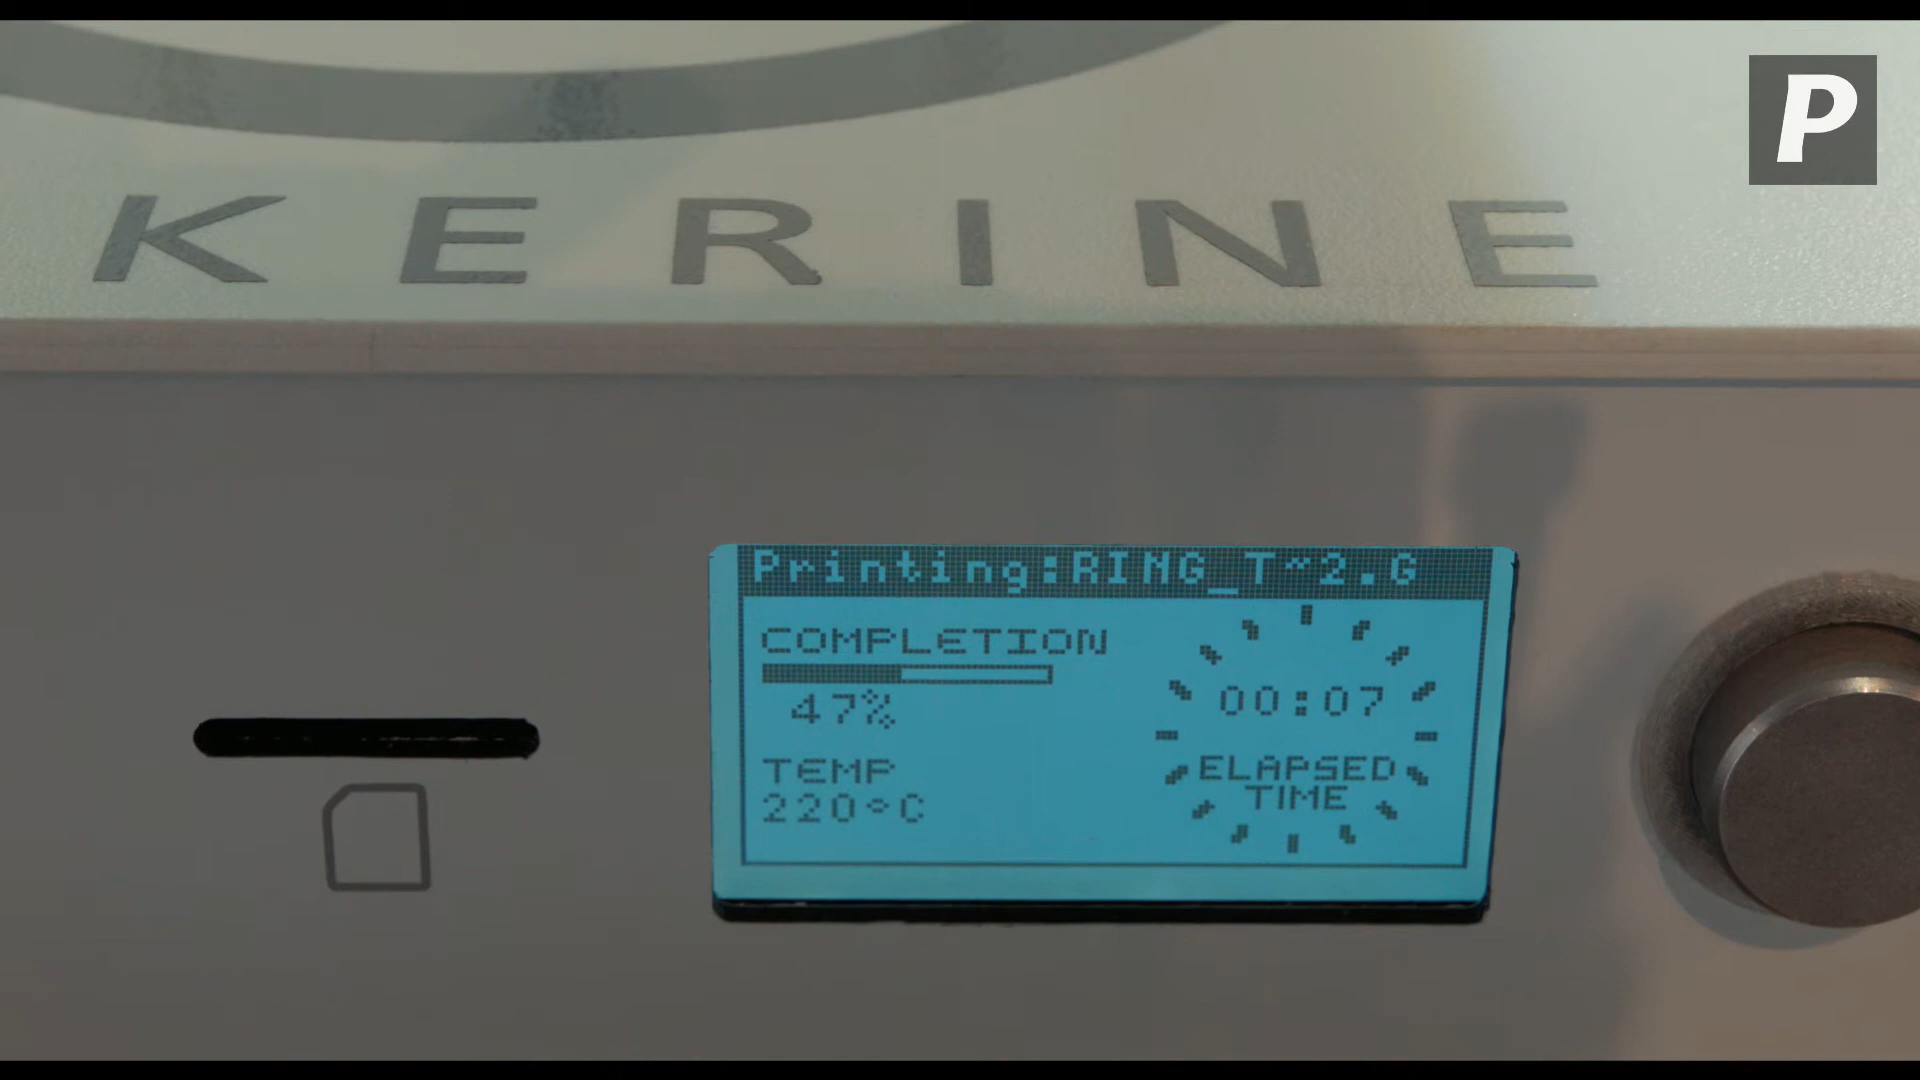 P
KERINE
Printing:RING_T~2.G
COMPLETION
47%
TEMP
220°C
00:07
ELAPSED
TIME